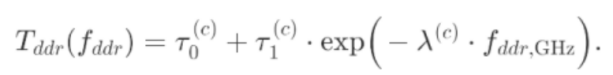 T_{ddr}(f_{ddr}) = τ_0^{(c)} + τ_1^{(c)} · exp(− λ^{(c)} · f_{ddr,GHz}).